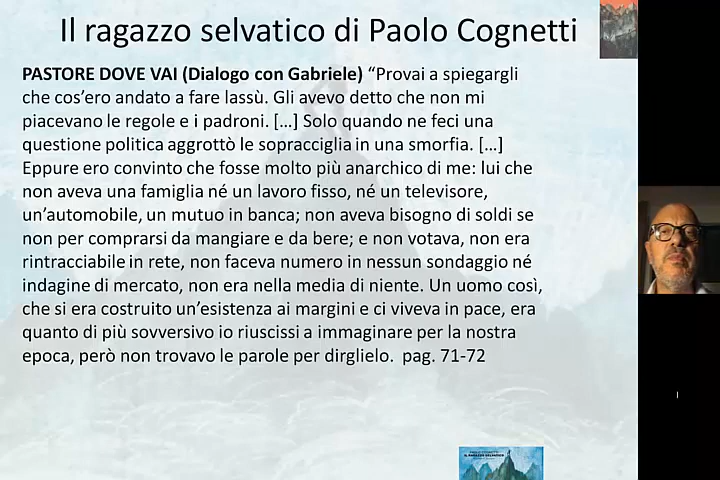 Il ragazzo selvatico di Paolo Cognetti
PASTORE DOVE VAI (Dialogo con Gabriele) “Provai a spiegargli
che cos’ero andato a fare lassù. Gli avevo detto che non mi
piacevano le regole e i padroni. […] Solo quando ne feci una
questione politica aggrottò le sopracciglia in una smorfia. […]
Eppure ero convinto che fosse molto più anarchico di me: lui che
non aveva una famiglia né un lavoro fisso, né un televisore,
un’automobile, un mutuo in banca; non aveva bisogno di soldi se
non per comprarsi da mangiare e da bere; e non votava, non era
rintracciabile in rete, non faceva numero in nessun sondaggio né
indagine di mercato, non era nella media di niente. Un uomo così,
che si era costruito un’esistenza ai margini e ci viveva in pace, era
quanto di più sovversivo io riuscissi a immaginare per la nostra
epoca, però non trovavo le parole per dirglielo.  pag. 71-72
IL RAGAZZO SELVATICO